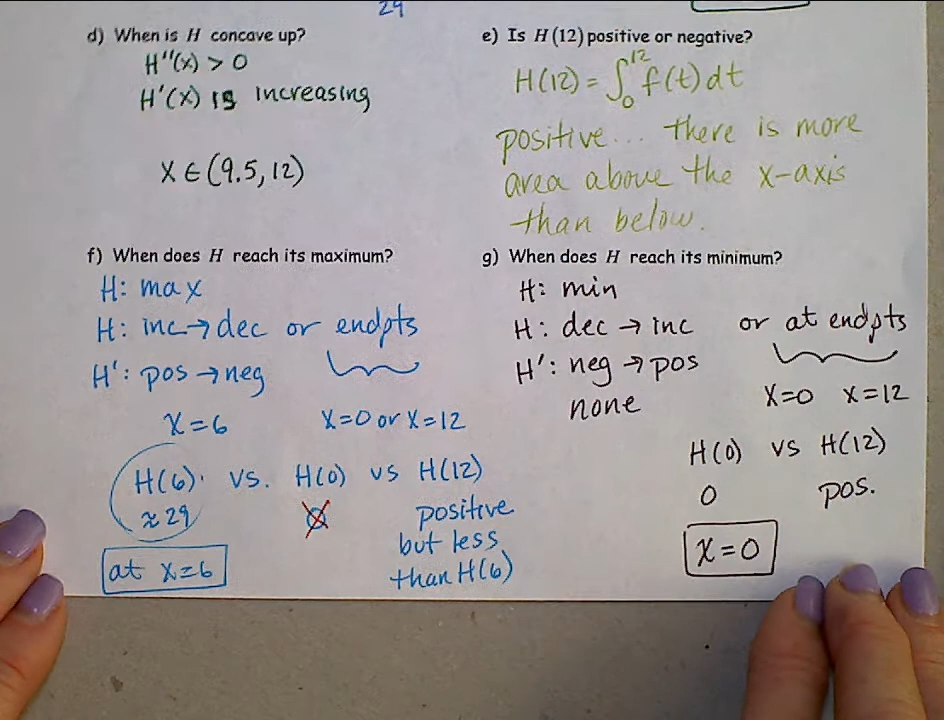 29
d) When is H concave up?
H''(x) > 0
H'(x) is increasing
x ∈ (9.5, 12)
e) Is H(12) positive or negative?
H(12) = ∫₀¹² f(t) dt
positive... there is more
area above the x-axis
than below.
f) When does H reach its maximum?
H: max
H: inc → dec or endpts
H': pos → neg
x = 6 x = 0 or x = 12
H(6) vs. H(0) vs H(12)
≈ 29 0 positive
but less
than H(6)
at x = 6
g) When does H reach its minimum?
H: min
H: dec → inc or at endpts
H': neg → pos
none x = 0 x = 12
H(0) vs H(12)
0 pos.
x = 0